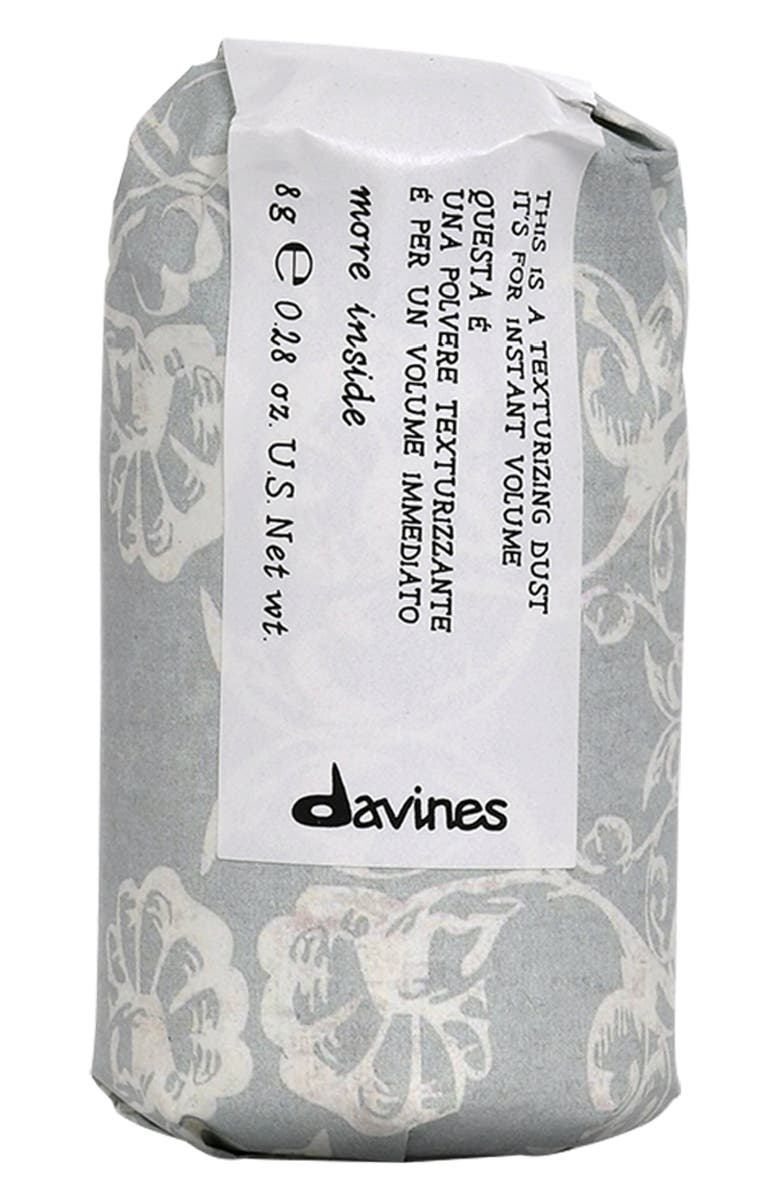 THIS IS A TEXTURIZING DUST
IT'S FOR INSTANT VOLUME
QUESTA É
UNA POLVERE TEXTURIZZANTE
É PER UN VOLUME IMMEDIATO
more inside
8g e 0.28 oz. U.S. Net wt.
davines